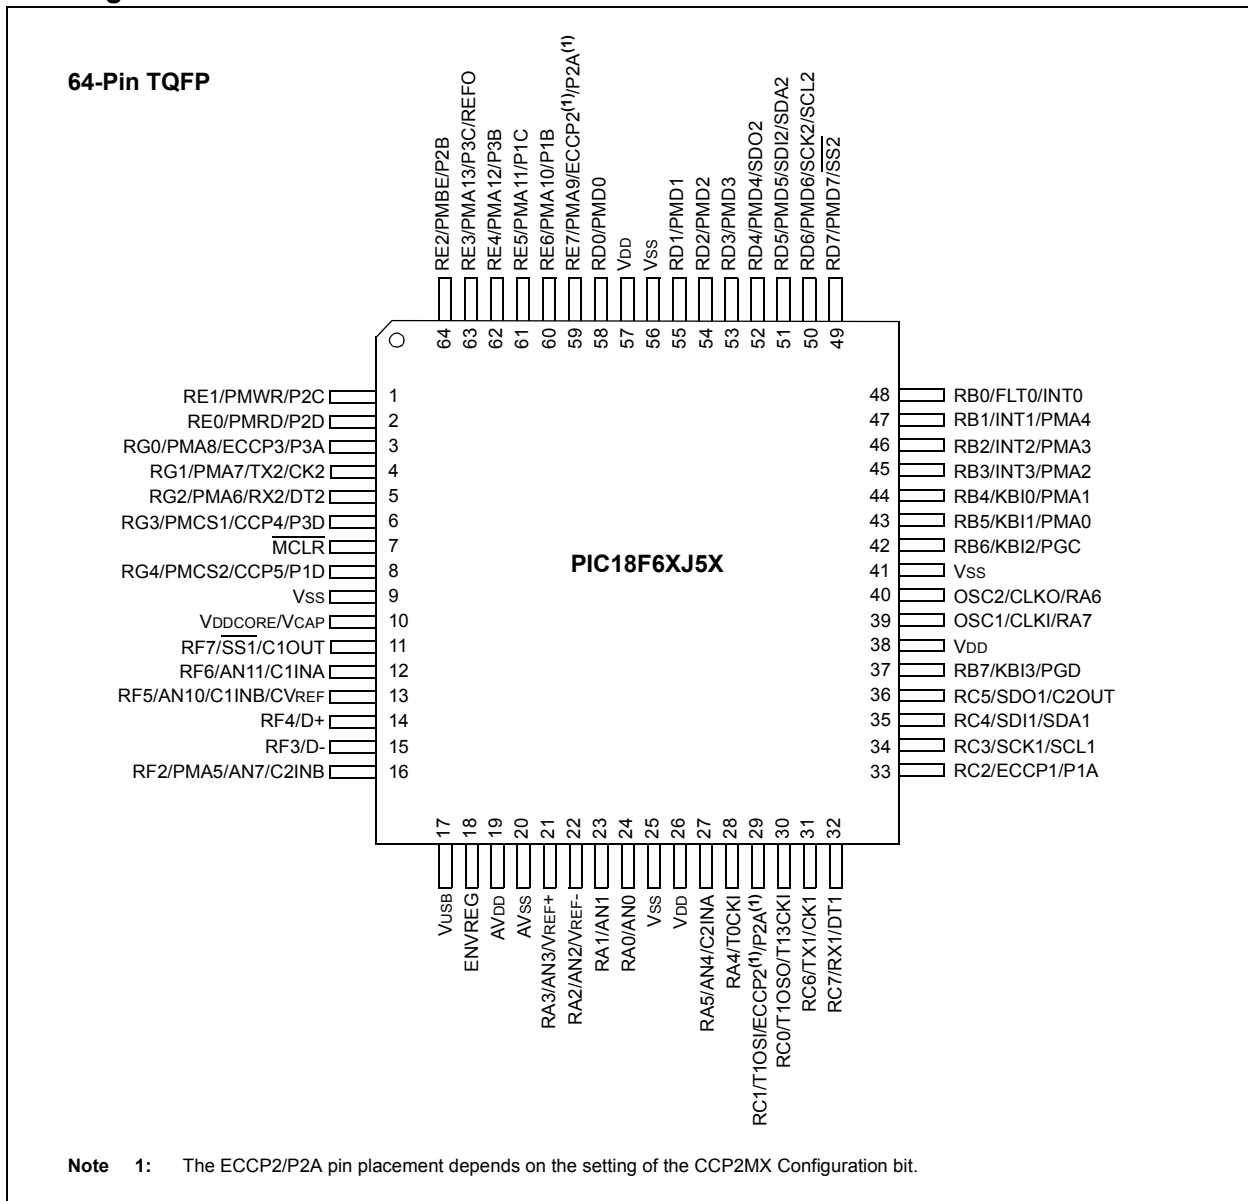 64-Pin TQFP
RE2/PMBE/P2B
RE3/PMA13/P3C/REFO
RE4/PMA12/P3B
RE5/PMA11/P1C
RE6/PMA10/P1B
RE7/PMA9/ECCP2(1)/P2A(1)
RD0/PMD0
VDD
VSS
RD1/PMD1
RD2/PMD2
RD3/PMD3
RD4/PMD4/SDO2
RD5/PMD5/SDI2/SDA2
RD6/PMD6/SCK2/SCL2
RD7/PMD7/SS2
64 63 62 61 60 59 58 57 56 55 54 53 52 51 50 49
RE1/PMWR/P2C 1
RE0/PMRD/P2D 2
RG0/PMA8/ECCP3/P3A 3
RG1/PMA7/TX2/CK2 4
RG2/PMA6/RX2/DT2 5
RG3/PMCS1/CCP4/P3D 6
MCLR 7
RG4/PMCS2/CCP5/P1D 8
VSS 9
VDDCORE/VCAP 10
RF7/SS1/C1OUT 11
RF6/AN11/C1INA 12
RF5/AN10/C1INB/CVREF 13
RF4/D+ 14
RF3/D- 15
RF2/PMA5/AN7/C2INB 16
PIC18F6XJ5X
48 RB0/FLT0/INT0
47 RB1/INT1/PMA4
46 RB2/INT2/PMA3
45 RB3/INT3/PMA2
44 RB4/KBI0/PMA1
43 RB5/KBI1/PMA0
42 RB6/KBI2/PGC
41 VSS
40 OSC2/CLKO/RA6
39 OSC1/CLKI/RA7
38 VDD
37 RB7/KBI3/PGD
36 RC5/SDO1/C2OUT
35 RC4/SDI1/SDA1
34 RC3/SCK1/SCL1
33 RC2/ECCP1/P1A
17 18 19 20 21 22 23 24 25 26 27 28 29 30 31 32
VUSB
ENVREG
AVDD
AVSS
RA3/AN3/VREF+
RA2/AN2/VREF-
RA1/AN1
RA0/AN0
VSS
VDD
RA5/AN4/C2INA
RA4/T0CKI
RC1/T1OSI/ECCP2(1)/P2A(1)
RC0/T1OSO/T13CKI
RC6/TX1/CK1
RC7/RX1/DT1
Note 1: The ECCP2/P2A pin placement depends on the setting of the CCP2MX Configuration bit.